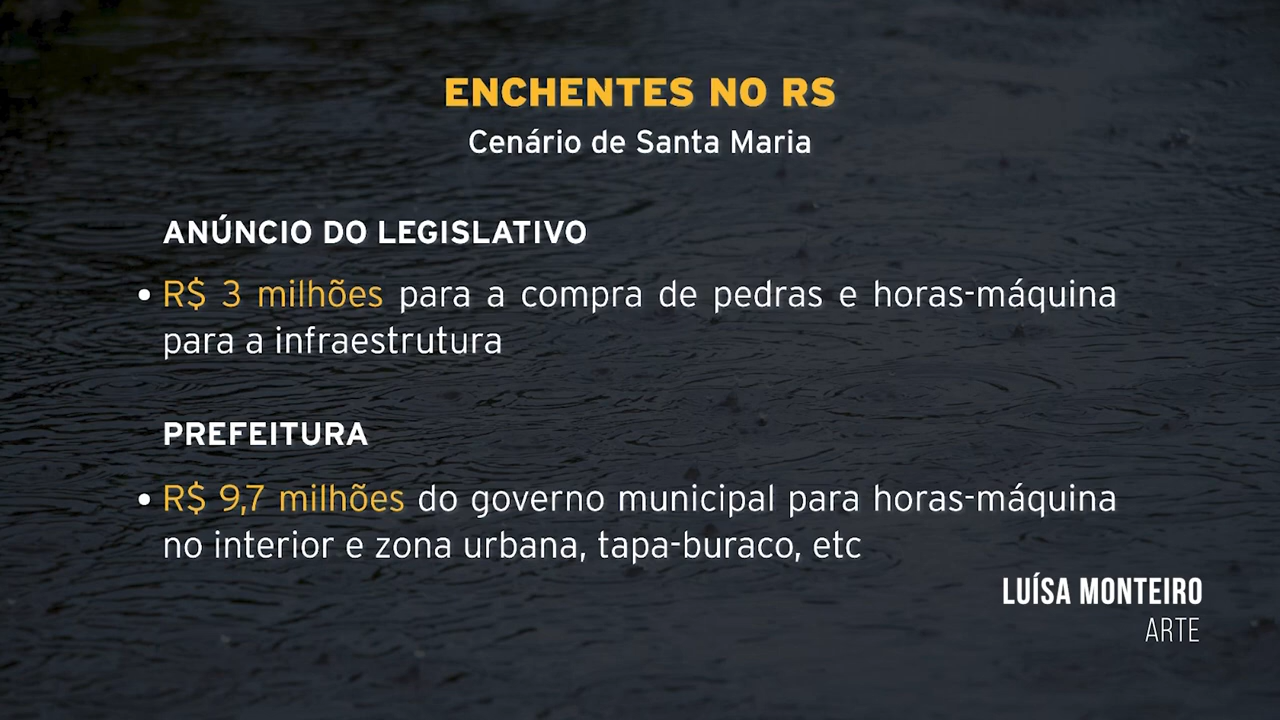 ENCHENTES NO RS
Cenário de Santa Maria
ANÚNCIO DO LEGISLATIVO
• R$ 3 milhões para a compra de pedras e horas-máquina
para a infraestrutura
PREFEITURA
• R$ 9,7 milhões do governo municipal para horas-máquina
no interior e zona urbana, tapa-buraco, etc
LUÍSA MONTEIRO
ARTE